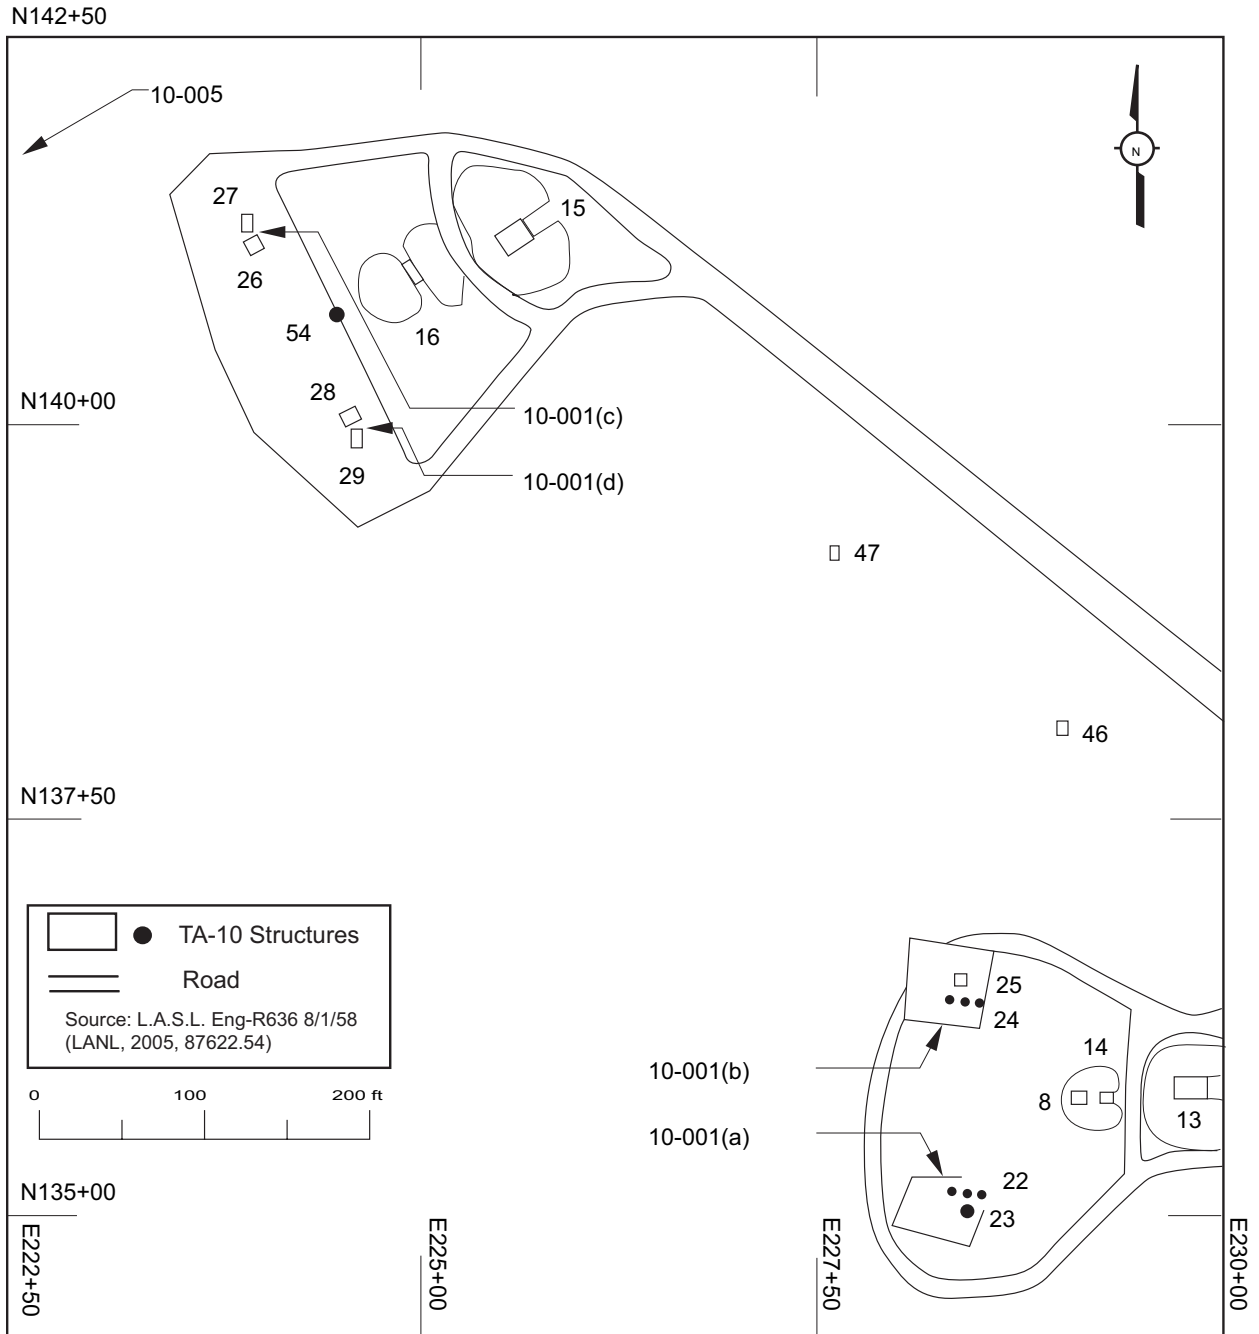 N142+50
10-005
27
15
26
54
16
28
N140+00
10-001(c)
29
10-001(d)
47
46
N137+50
TA-10 Structures
Road
Source: L.A.S.L. Eng-R636 8/1/58
(LANL, 2005, 87622.54)
25
24
14
10-001(b)
8
0 100 200 ft
13
10-001(a)
N135+00
22
23
E222+50
E225+00
E227+50
E230+00
N